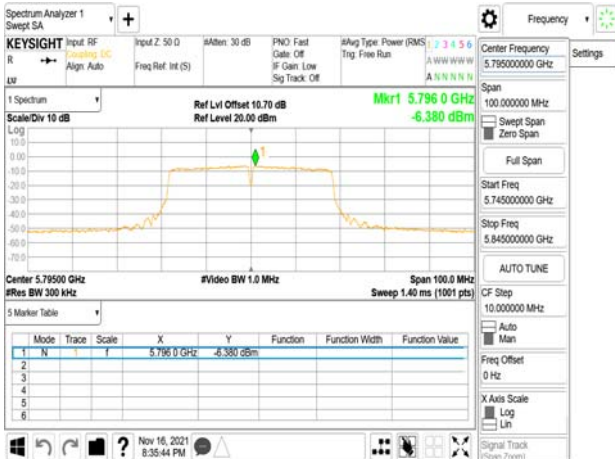 Spectrum Analyzer 1
Swept SA
Frequency
Settings
KEYSIGHT
R
LXI
Input: RF
Coupling: DC
Align: Auto
Input Z: 50 Ω
Freq Ref: Int (S)
#Atten: 30 dB
PNO: Fast
Gate: Off
IF Gain: Low
Sig Track: Off
#Avg Type: Power (RMS
Trig: Free Run
1 2 3 4 5 6
A WW WW W
A N N N N N
1 Spectrum
Scale/Div 10 dB
Log
Ref Lvl Offset 10.70 dB
Ref Level 20.00 dBm
Mkr1 5.796 0 GHz
-6.380 dBm
10.0
0.00
-10.0
-20.0
-30.0
-40.0
-50.0
-60.0
-70.0
1
Center 5.79500 GHz
#Res BW 300 kHz
#Video BW 1.0 MHz
Span 100.0 MHz
Sweep 1.40 ms (1001 pts)
5 Marker Table
Mode Trace Scale X Y Function Function Width Function Value
1 N 1 f 5.796 0 GHz -6.380 dBm
2
3
4
5
6
Nov 16, 2021
8:35:44 PM
Center Frequency
5.795000000 GHz
Span
100.000000 MHz
Swept Span
Zero Span
Full Span
Start Freq
5.745000000 GHz
Stop Freq
5.845000000 GHz
AUTO TUNE
CF Step
10.000000 MHz
Auto
Man
Freq Offset
0 Hz
X Axis Scale
Log
Lin
Signal Track
(Span Zoom)